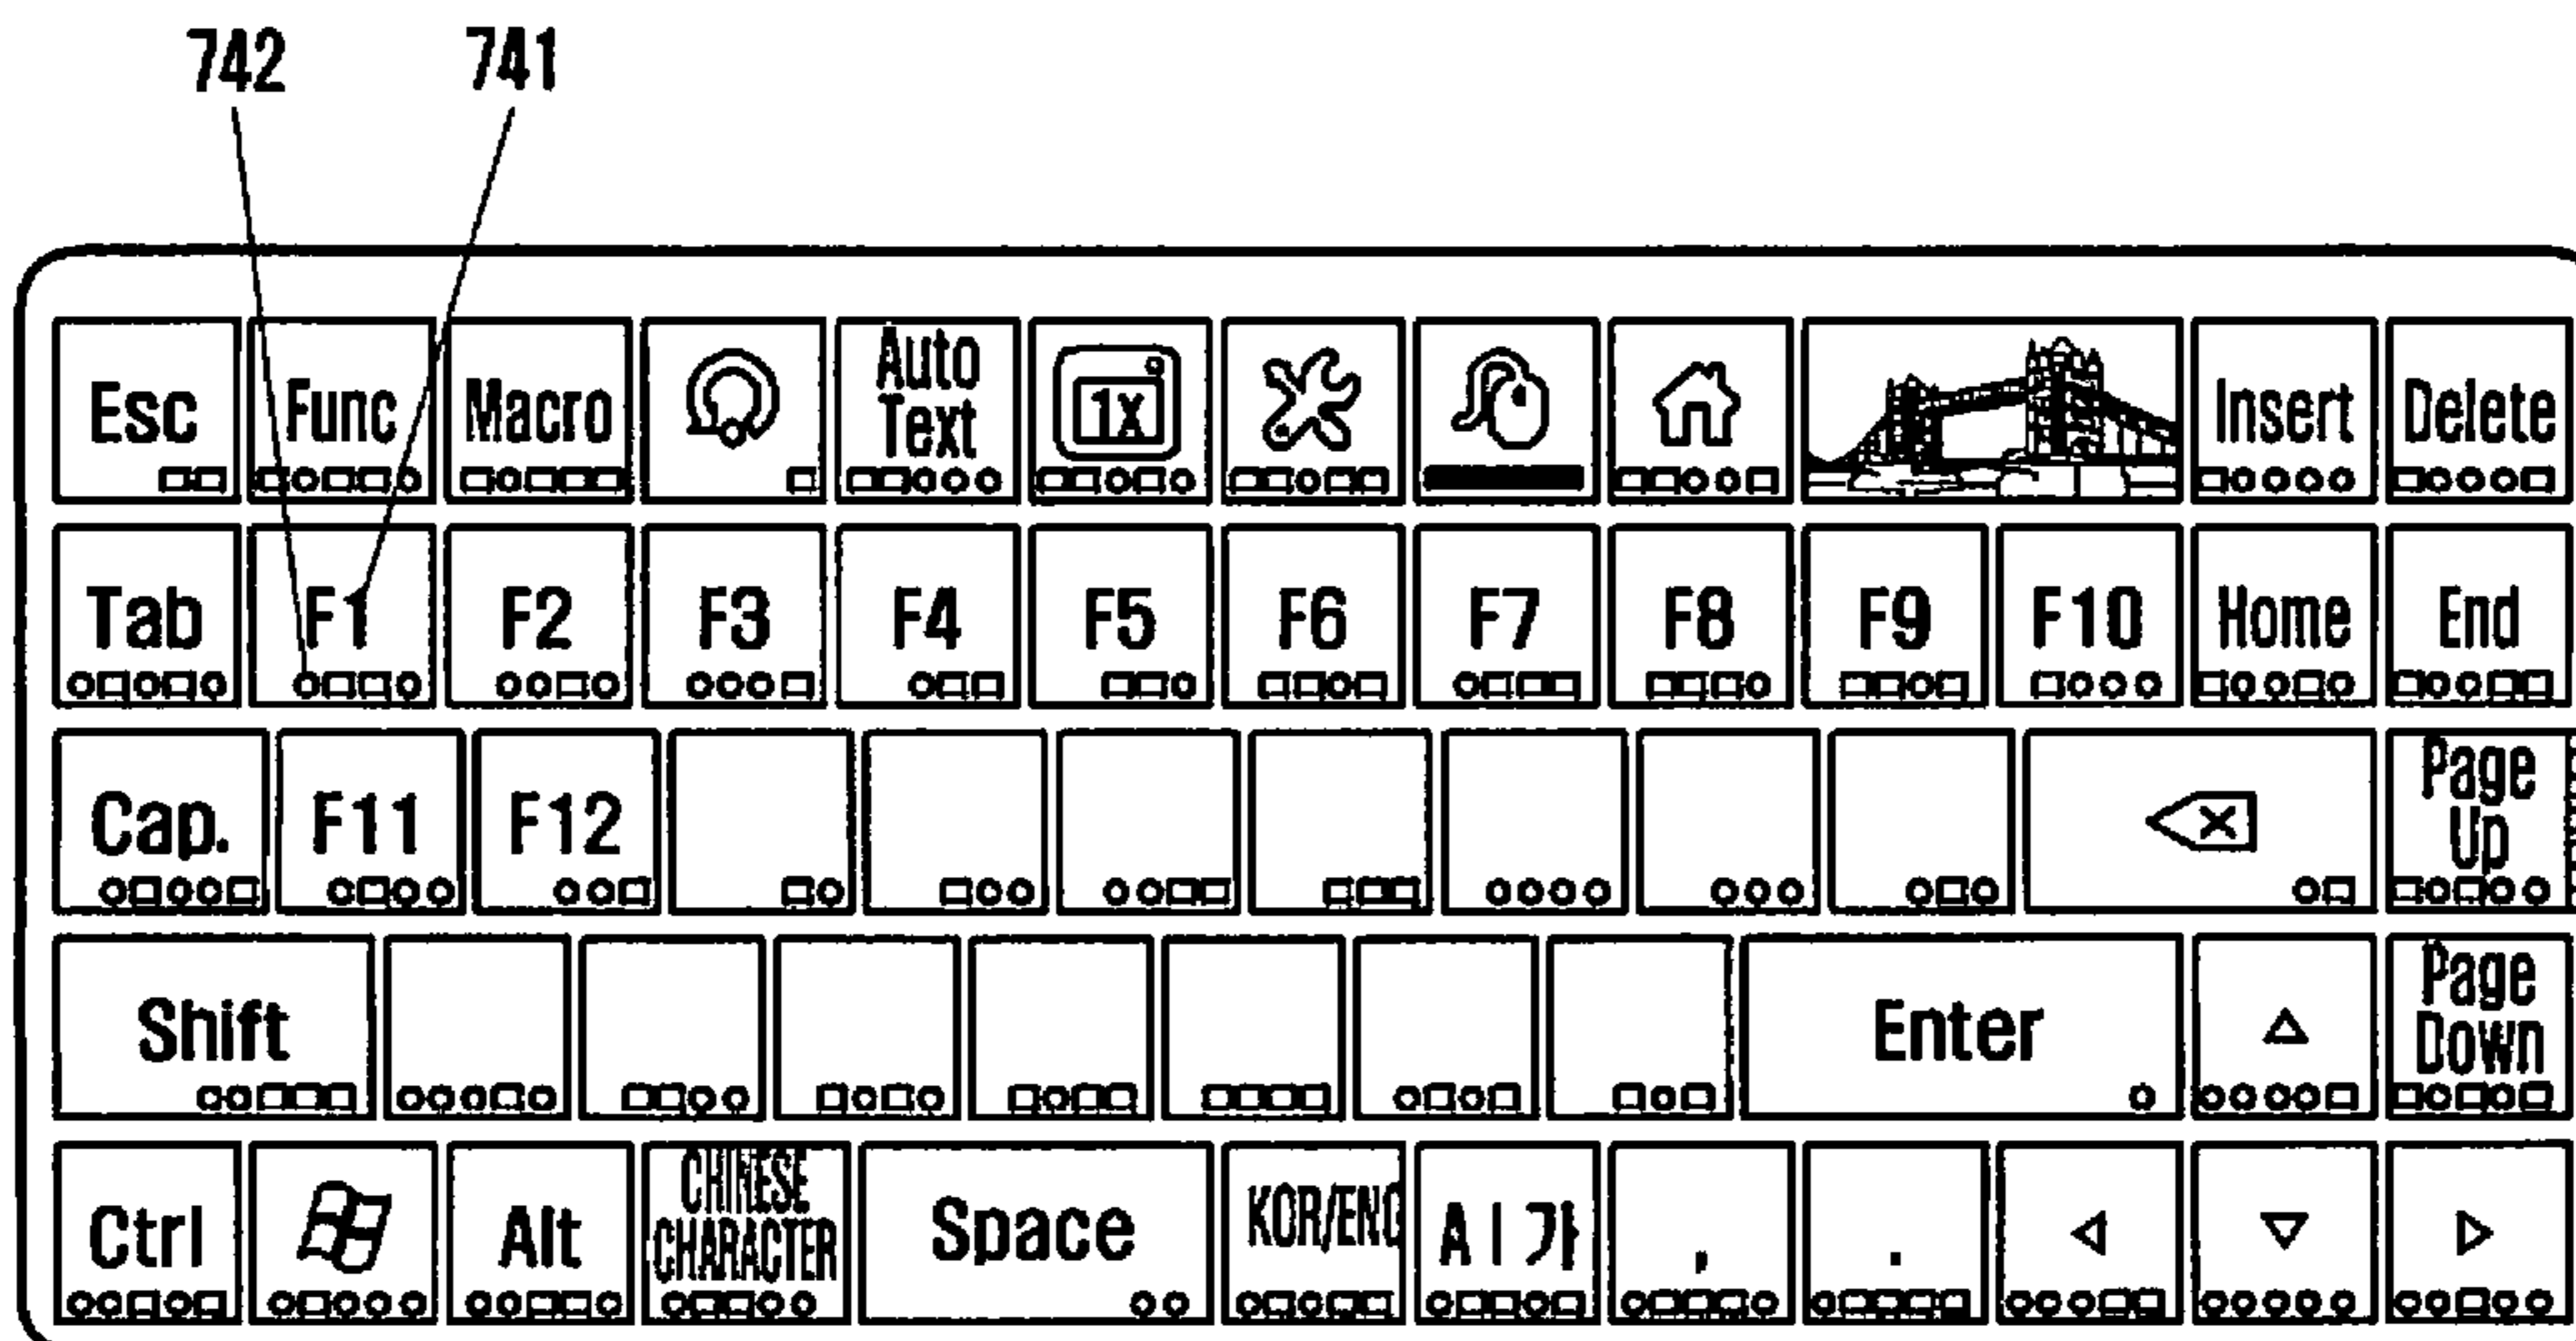 742 741
Esc Func Macro Auto Text 1X Insert Delete
Tab F1 F2 F3 F4 F5 F6 F7 F8 F9 F10 Home End
Cap. F11 F12 Page Up
Shift Enter Page Down
Ctrl Alt CHINESE CHARACTER Space KOR/ENG A | 가 , .